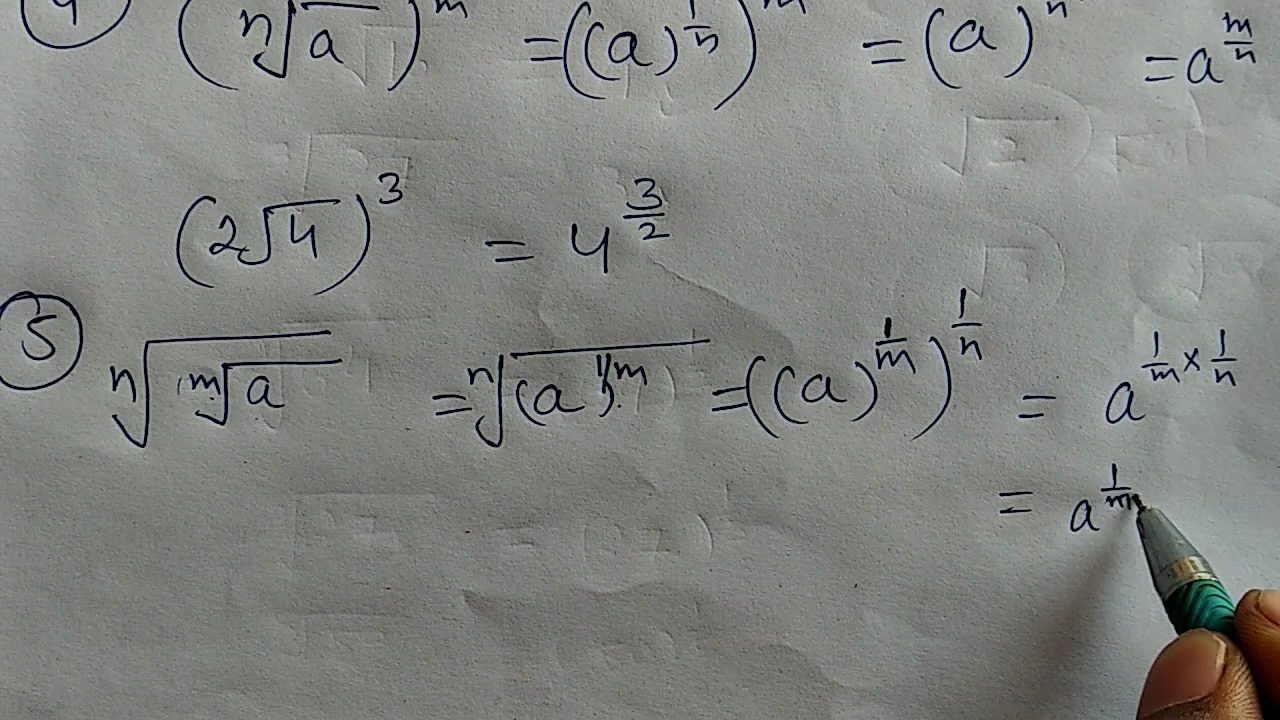 4 (ⁿ√a)^m = ((a)^(1/n))^m = (a)^n = a^(m/n)
(2√4)^3 = 4^(3/2)
5 ⁿ√(ᵐ√a) = ⁿ√((a)^(1/m)) = ((a)^(1/m))^(1/n) = a^(1/m × 1/n)
= a^(1/m